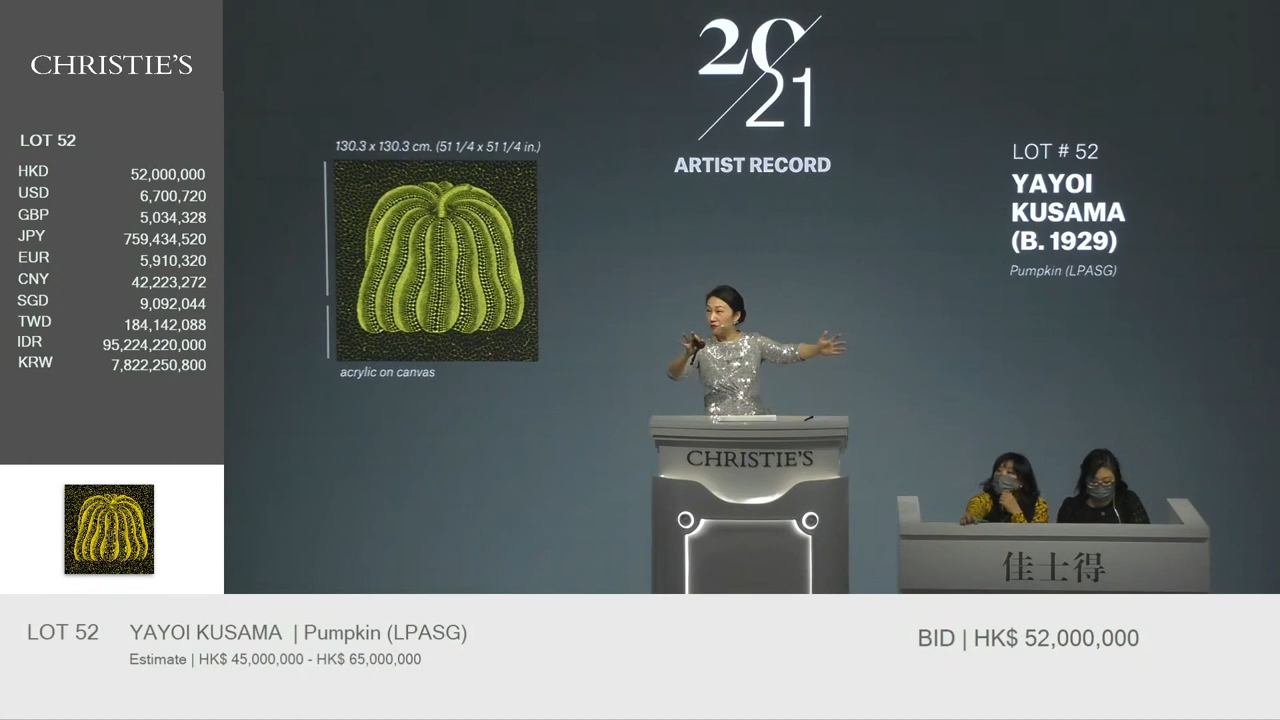 CHRISTIE'S
LOT 52
HKD 52,000,000
USD 6,700,720
GBP 5,034,328
JPY 759,434,520
EUR 5,910,320
CNY 42,223,272
SGD 9,092,044
TWD 184,142,088
IDR 95,224,220,000
KRW 7,822,250,800
20/21
ARTIST RECORD
130.3 x 130.3 cm. (51 1/4 x 51 1/4 in.)
acrylic on canvas
LOT # 52
YAYOI
KUSAMA
(B. 1929)
Pumpkin (LPASG)
CHRISTIE'S
佳士得
LOT 52 YAYOI KUSAMA | Pumpkin (LPASG)
Estimate | HK$ 45,000,000 - HK$ 65,000,000
BID | HK$ 52,000,000